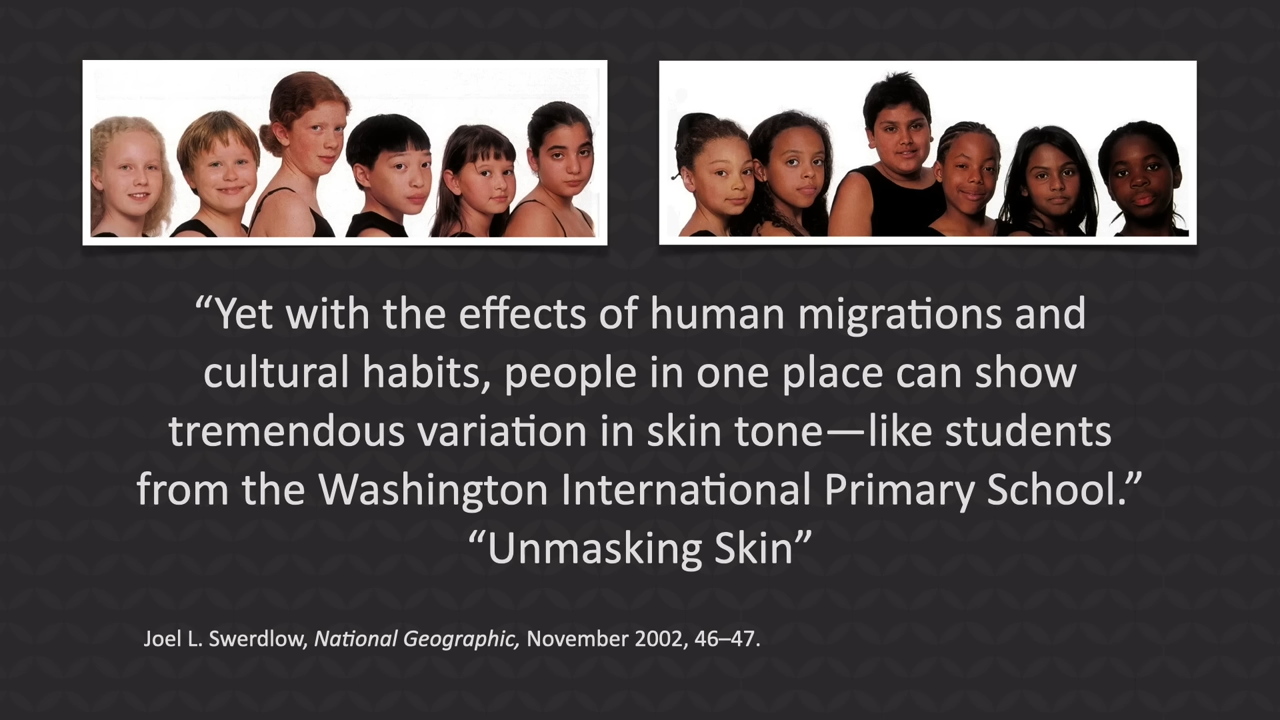 “Yet with the effects of human migrations and
cultural habits, people in one place can show
tremendous variation in skin tone—like students
from the Washington International Primary School.”
“Unmasking Skin”
Joel L. Swerdlow, National Geographic, November 2002, 46–47.